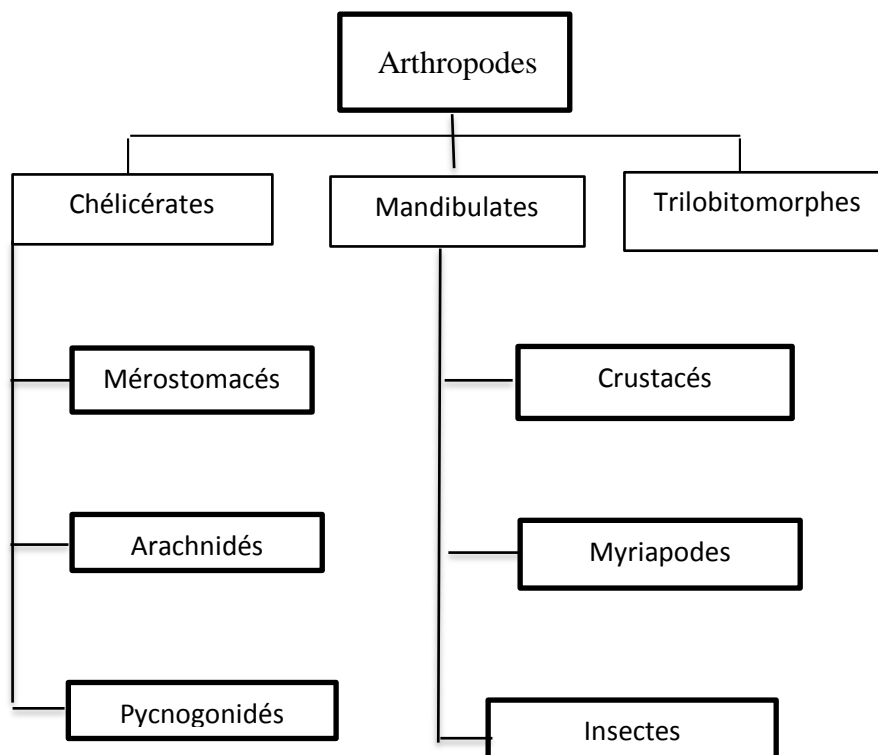 Arthropodes
Chélicérates
Mandibulates
Trilobitomorphes
Mérostomacés
Crustacés
Arachnidés
Myriapodes
Pycnogonidés
Insectes